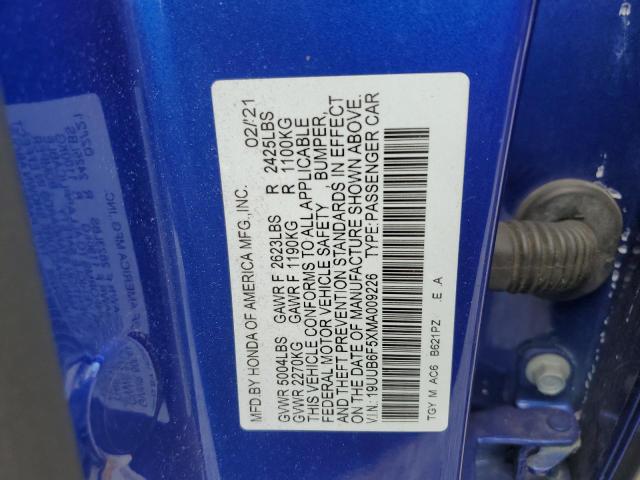 MFD.BY HONDA OF AMERICA MFG.,INC. 02/'21
GVWR 5004LBS GAWR F 2623LBS R 2425LBS
GVWR 2270KG GAWR F 1190KG R 1100KG
THIS VEHICLE CONFORMS TO ALL APPLICABLE
FEDERAL MOTOR VEHICLE SAFETY , BUMPER,
AND THEFT PREVENTION STANDARDS IN EFFECT
ON THE DATE OF MANUFACTURE SHOWN ABOVE.
V.I.N: 19UUB6F5XMA009226 TYPE:PASSENGER CAR
TGY M AC6 B621PZ .E .A